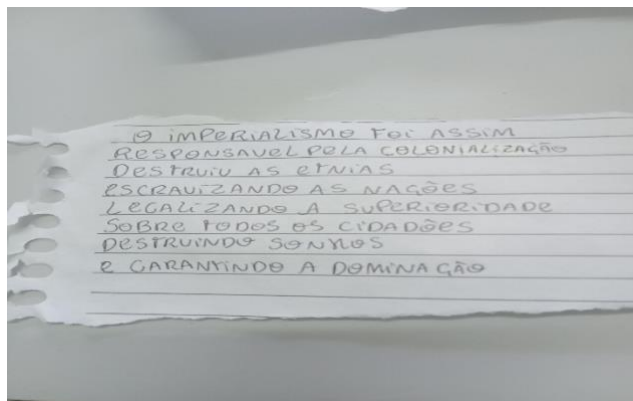 O IMPERIALISMO FOI ASSIM
RESPONSAVEL PELA COLONIALIZAÇÃO
DESTRUIU AS ETNIAS
ESCRAVIZANDO AS NAÇÕES
LEGALIZANDO A SUPERIORIDADE
SOBRE TODOS OS CIDADÕES
DESTRUINDO SONHOS
E GARANTINDO A DOMINAÇÃO